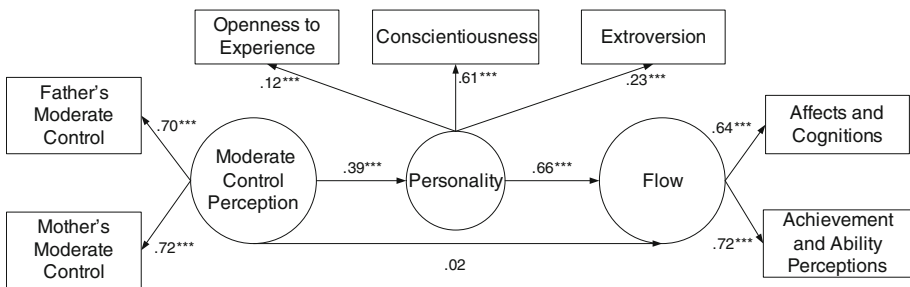 Openness to
Experience
Conscientiousness
Extroversion
.12***
.61***
.23***
Father's
Moderate
Control
.70***
Moderate
Control
Perception
.39***
Personality
.66***
Flow
.64***
Affects and
Cognitions
Mother's
Moderate
Control
.72***
.02
.72***
Achievement
and Ability
Perceptions